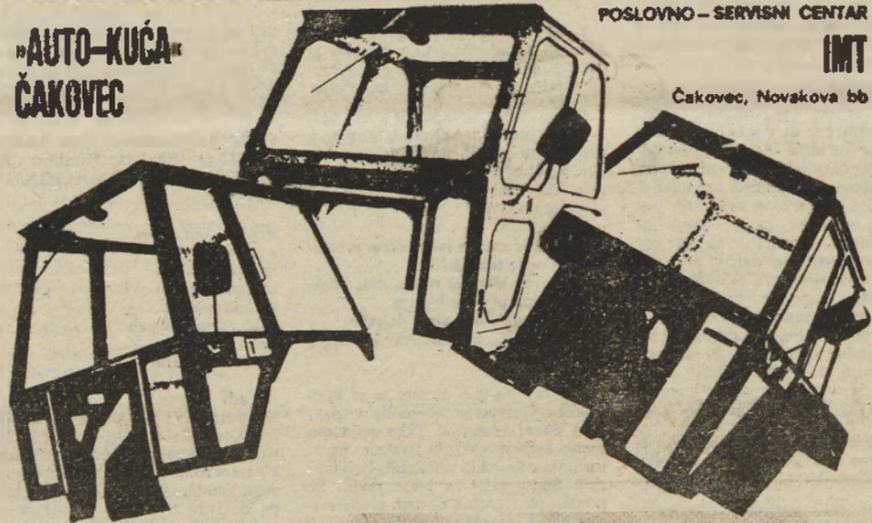 »AUTO–KUĆA«
ČAKOVEC
POSLOVNO – SERVISNI CENTAR
IMT
Čakovec, Novakova bb